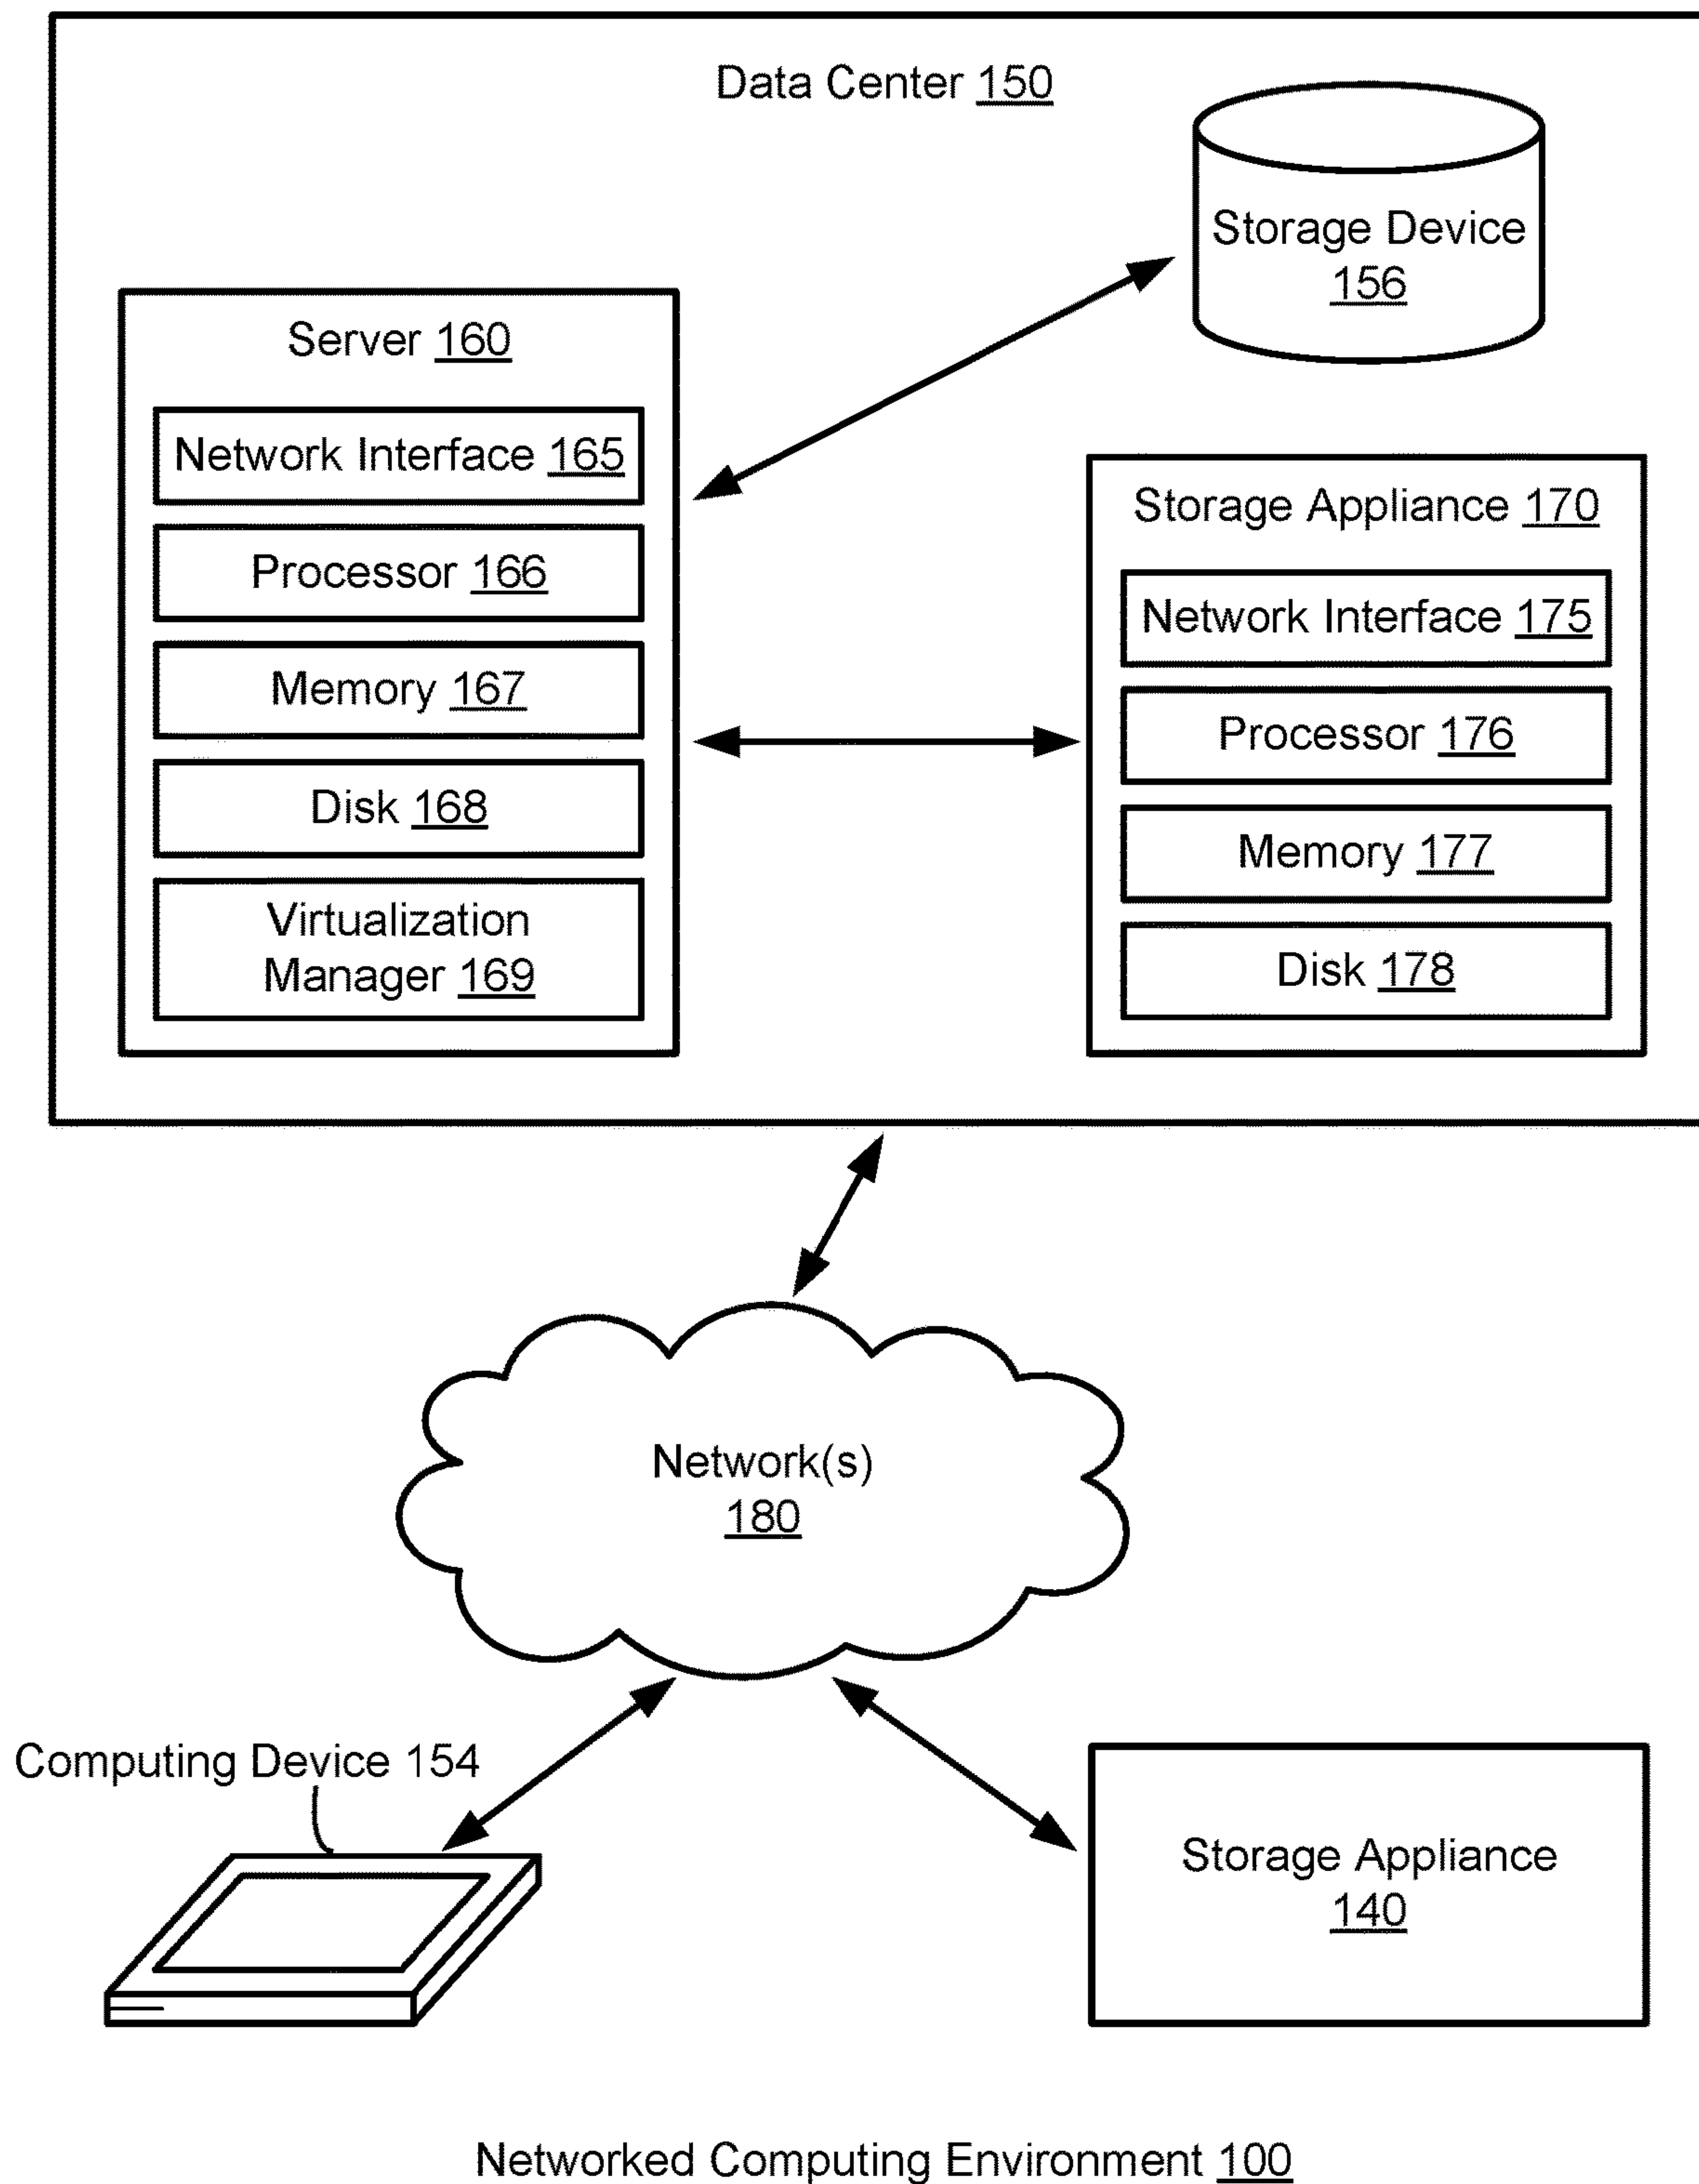 Data Center 150
Storage Device
156
Server 160
Network Interface 165
Processor 166
Memory 167
Disk 168
Virtualization
Manager 169
Storage Appliance 170
Network Interface 175
Processor 176
Memory 177
Disk 178
Network(s)
180
Computing Device 154
Storage Appliance
140
Networked Computing Environment 100